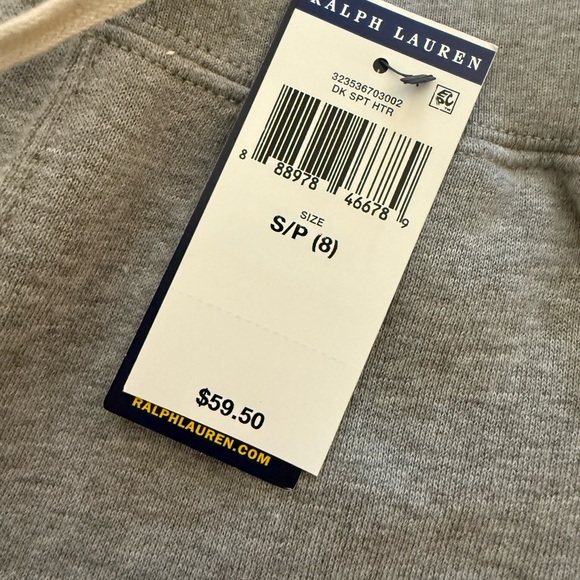 RALPH LAUREN
323536703002
DK SPT HTR
8 88978 46678 9
SIZE
S/P (8)
$59.50
RALPHLAUREN.COM